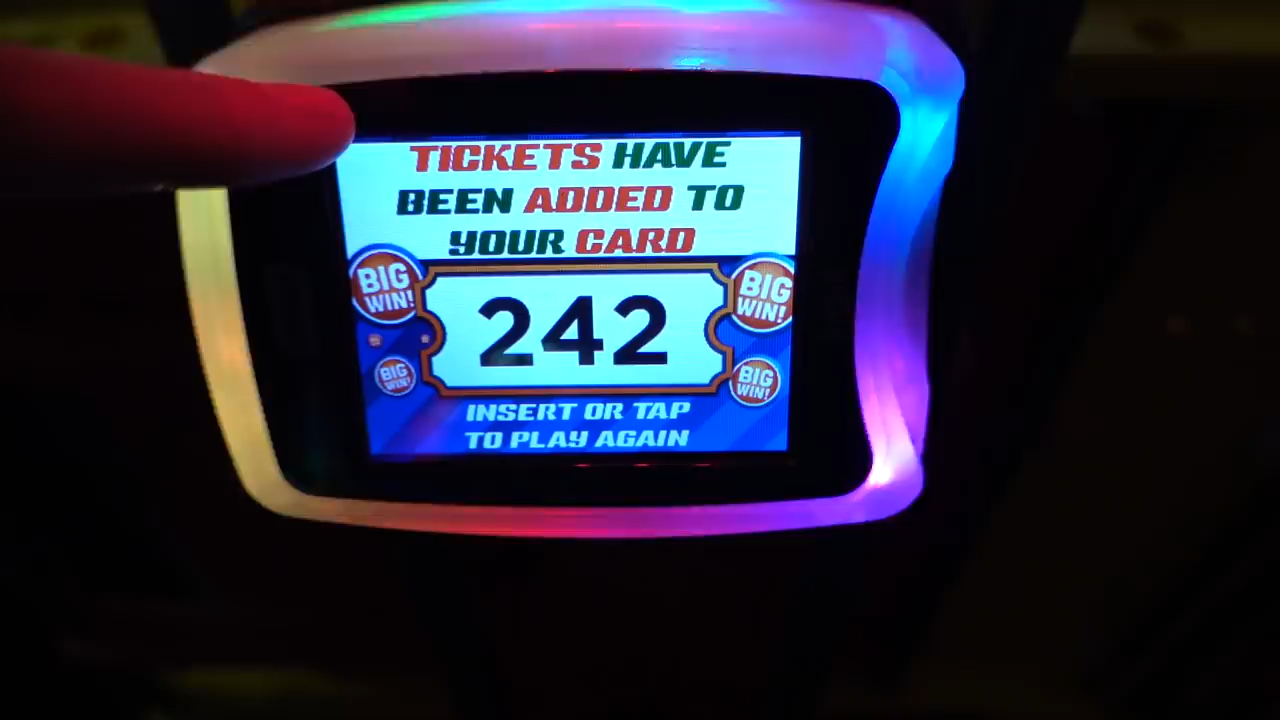 TICKETS HAVE
BEEN ADDED TO
YOUR CARD
BIG
WIN!
242
BIG
WIN!
BIG
WIN!
BIG
WIN!
INSERT OR TAP
TO PLAY AGAIN